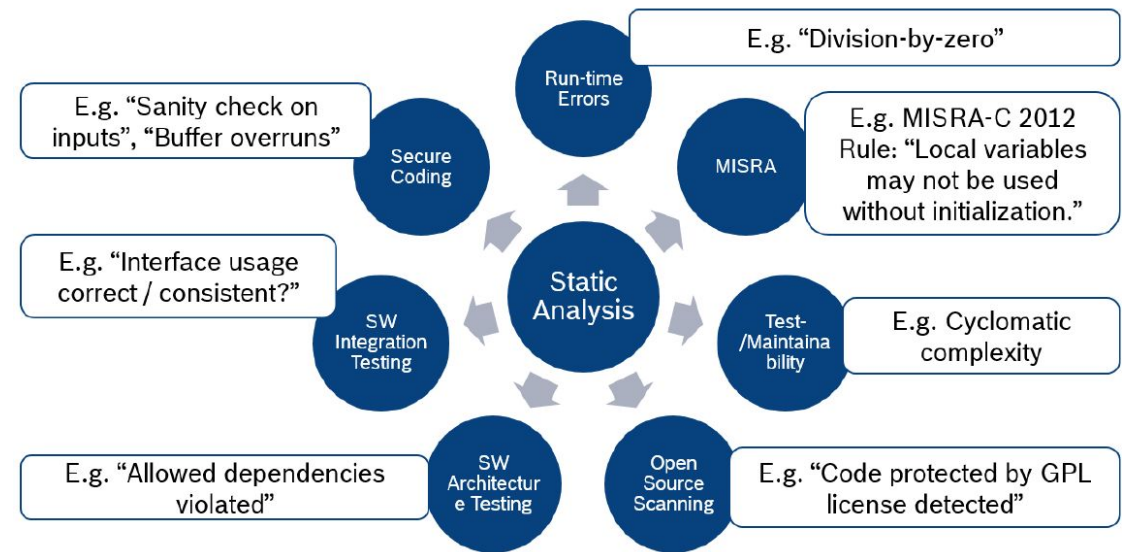 E.g. “Division-by-zero”
Run-time
Errors
E.g. “Sanity check on
inputs”, “Buffer overruns”
Secure
Coding
MISRA
E.g. MISRA-C 2012
Rule: “Local variables
may not be used
without initialization.”
Static
Analysis
E.g. “Interface usage
correct / consistent?”
SW
Integration
Testing
Test-
/Maintaina
bility
E.g. Cyclomatic
complexity
E.g. “Allowed dependencies
violated”
SW
Architectur
e Testing
Open
Source
Scanning
E.g. “Code protected by GPL
license detected”